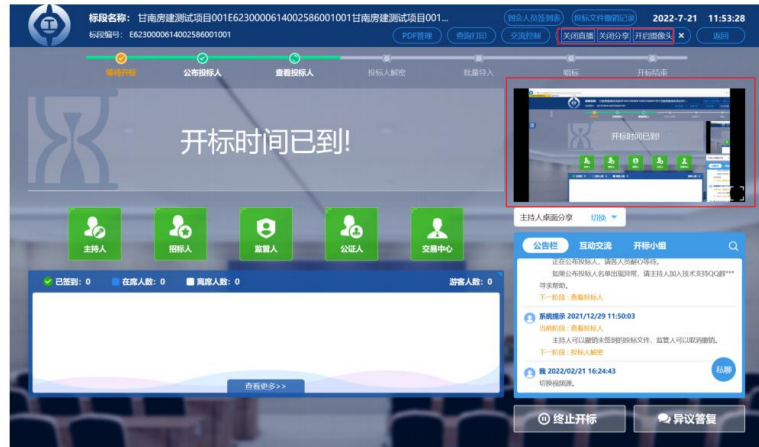 标段名称： 甘南房建测试项目001E6230000614002586001001甘南房建测试项目001...
标段编号： E6230000614002586001001
到会人员签到表
投标文件撤销记录
2022-7-21 11:53:28
PDF管理
查询打印
交流控制
关闭直播 关闭分享 开启摄像头 ×
返回
等待开标
公布投标人
查看投标人
投标人解密
批量导入
唱标
开标结束
开标时间已到!
开标时间已到!
主持人
招标人
监管人
公证人
交易中心
主持人桌面分享 切换
已签到： 0 在席人数： 0 离席人数： 0 游客人数： 0
查看更多>>
公告栏 互动交流 开标小组
正在公布投标人，请各人员耐心等待。
如果公布投标人名单出现异常，请主持人加入技术支持QQ群***
寻求帮助。
下一阶段：查看投标人
系统提示 2021/12/29 11:50:03
当前阶段：查看投标人
主持人可以撤销未签到的投标文件，监管人可以取消撤销。
下一阶段：投标人解密
我 2022/02/21 16:24:43
切换视频源。
私聊
终止开标
异议答复